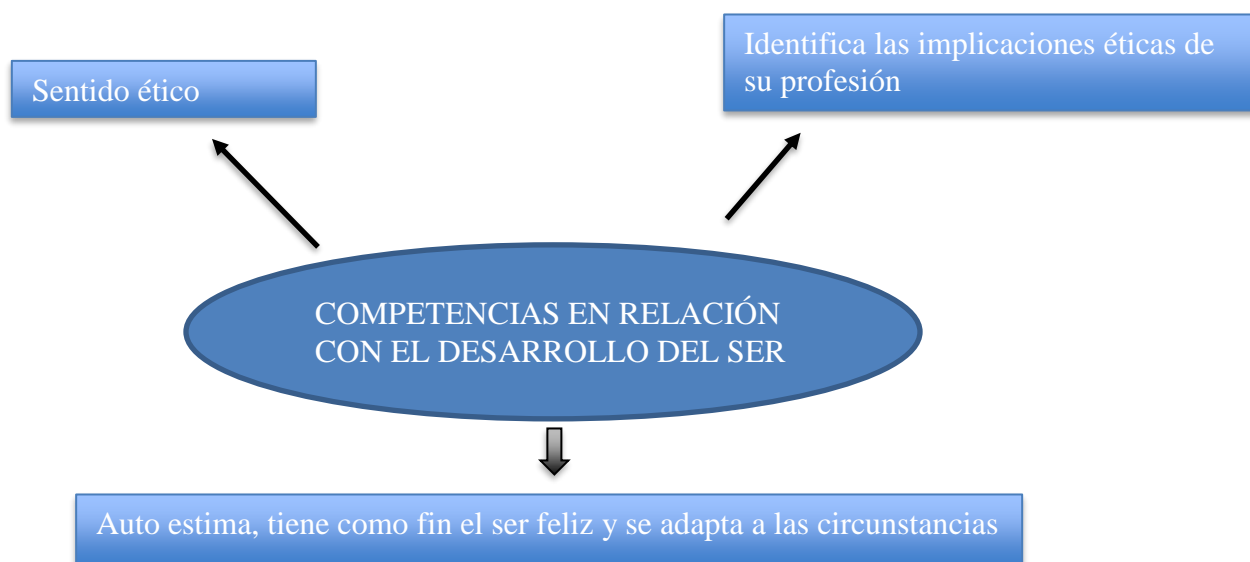 Identifica las implicaciones éticas de
su profesión
Sentido ético
COMPETENCIAS EN RELACIÓN
CON EL DESARROLLO DEL SER
Auto estima, tiene como fin el ser feliz y se adapta a las circunstancias